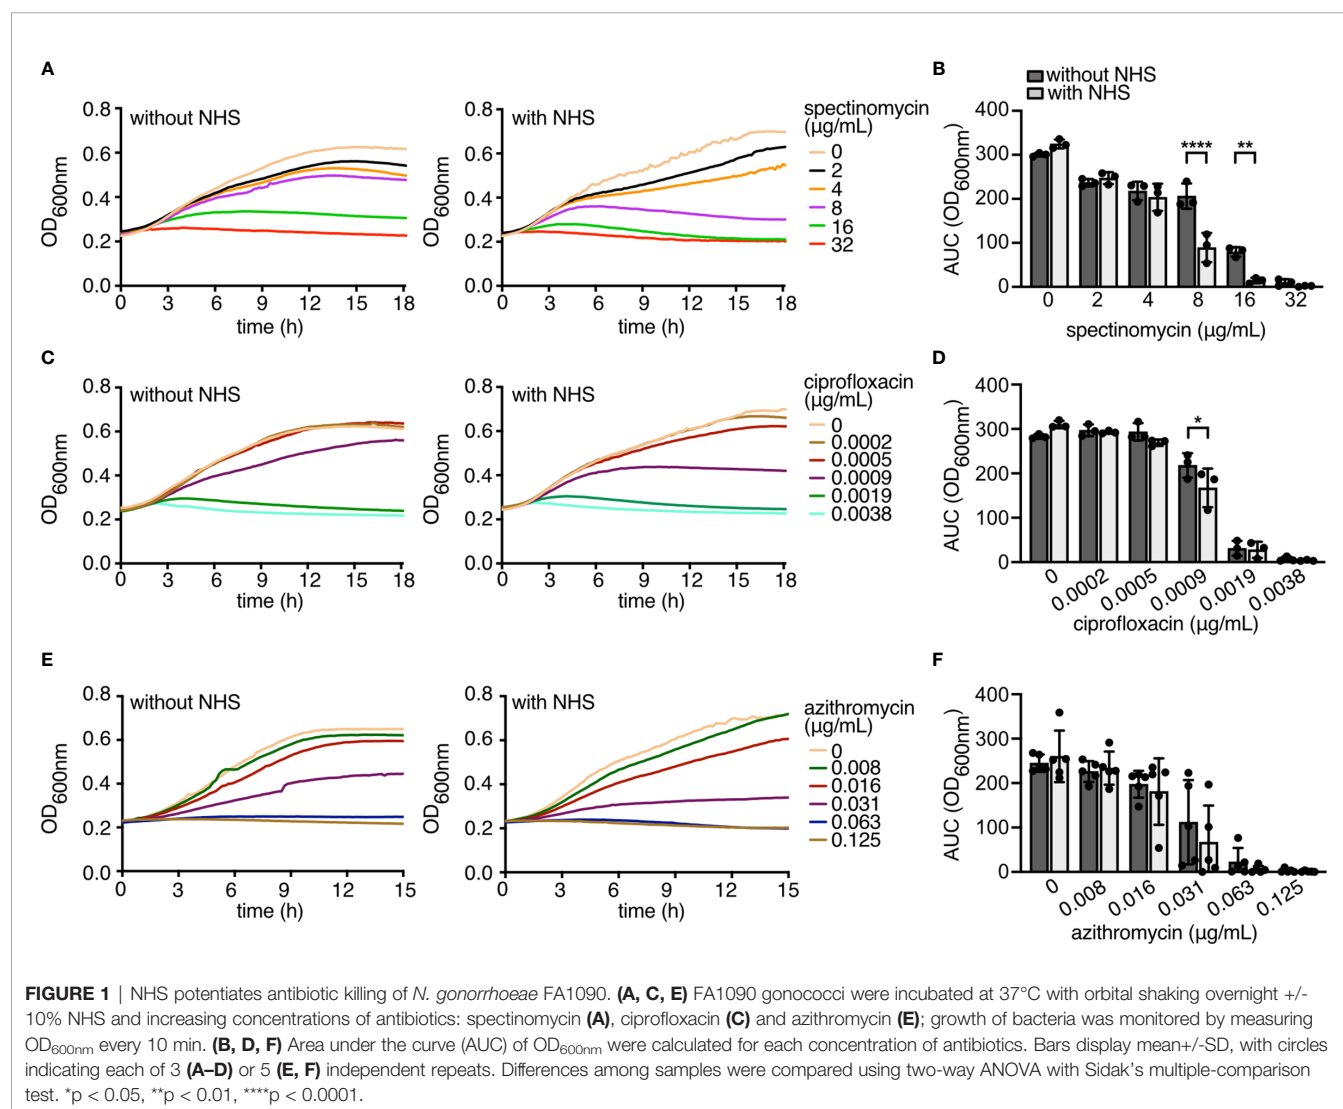 A
0.8
0.6
0.4
0.2
0.0
OD600nm
without NHS
0 3 6 9 12 15 18
time (h)
0.8
0.6
0.4
0.2
0.0
OD600nm
with NHS
0 3 6 9 12 15 18
time (h)
spectinomycin
(µg/mL)
0
2
4
8
16
32
B
without NHS
with NHS
400
300
200
100
0
AUC (OD600nm)
****
**
0 2 4 8 16 32
spectinomycin (µg/mL)
C
0.8
0.6
0.4
0.2
0.0
OD600nm
without NHS
0 3 6 9 12 15 18
time (h)
0.8
0.6
0.4
0.2
0.0
OD600nm
with NHS
0 3 6 9 12 15 18
time (h)
ciprofloxacin
(µg/mL)
0
0.0002
0.0005
0.0009
0.0019
0.0038
D
400
300
200
100
0
AUC (OD600nm)
*
0 0.0002 0.0005 0.0009 0.0019 0.0038
ciprofloxacin (µg/mL)
E
0.8
0.6
0.4
0.2
0.0
OD600nm
without NHS
0 3 6 9 12 15
time (h)
0.8
0.6
0.4
0.2
0.0
OD600nm
with NHS
0 3 6 9 12 15
time (h)
azithromycin
(µg/mL)
0
0.008
0.016
0.031
0.063
0.125
F
400
300
200
100
0
AUC (OD600nm)
0 0.008 0.016 0.031 0.063 0.125
azithromycin (µg/mL)
FIGURE 1 | NHS potentiates antibiotic killing of N. gonorrhoeae FA1090. (A, C, E) FA1090 gonococci were incubated at 37°C with orbital shaking overnight +/-
10% NHS and increasing concentrations of antibiotics: spectinomycin (A), ciprofloxacin (C) and azithromycin (E); growth of bacteria was monitored by measuring
OD600nm every 10 min. (B, D, F) Area under the curve (AUC) of OD600nm were calculated for each concentration of antibiotics. Bars display mean+/-SD, with circles
indicating each of 3 (A–D) or 5 (E, F) independent repeats. Differences among samples were compared using two-way ANOVA with Sidak's multiple-comparison
test. *p < 0.05, **p < 0.01, ****p < 0.0001.